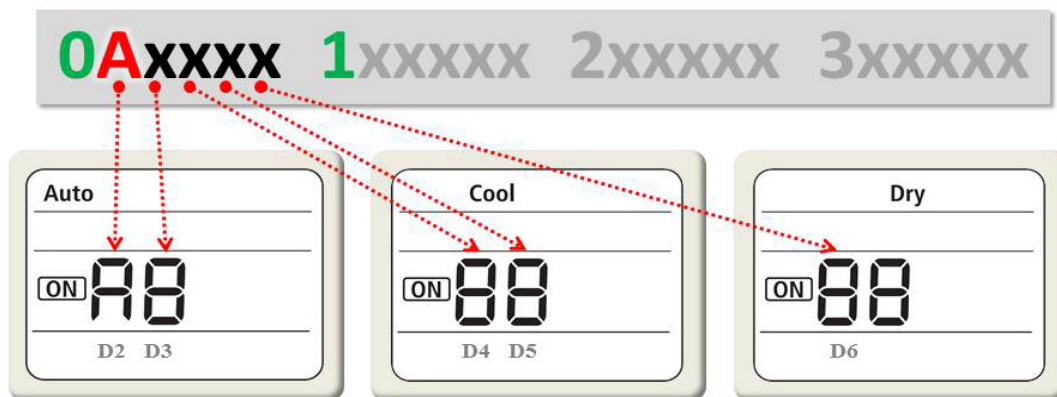 0Axxxx 1xxxxx 2xxxxx 3xxxxx
Auto Cool Dry
ON A8 ON 88 ON 88
D2 D3 D4 D5 D6